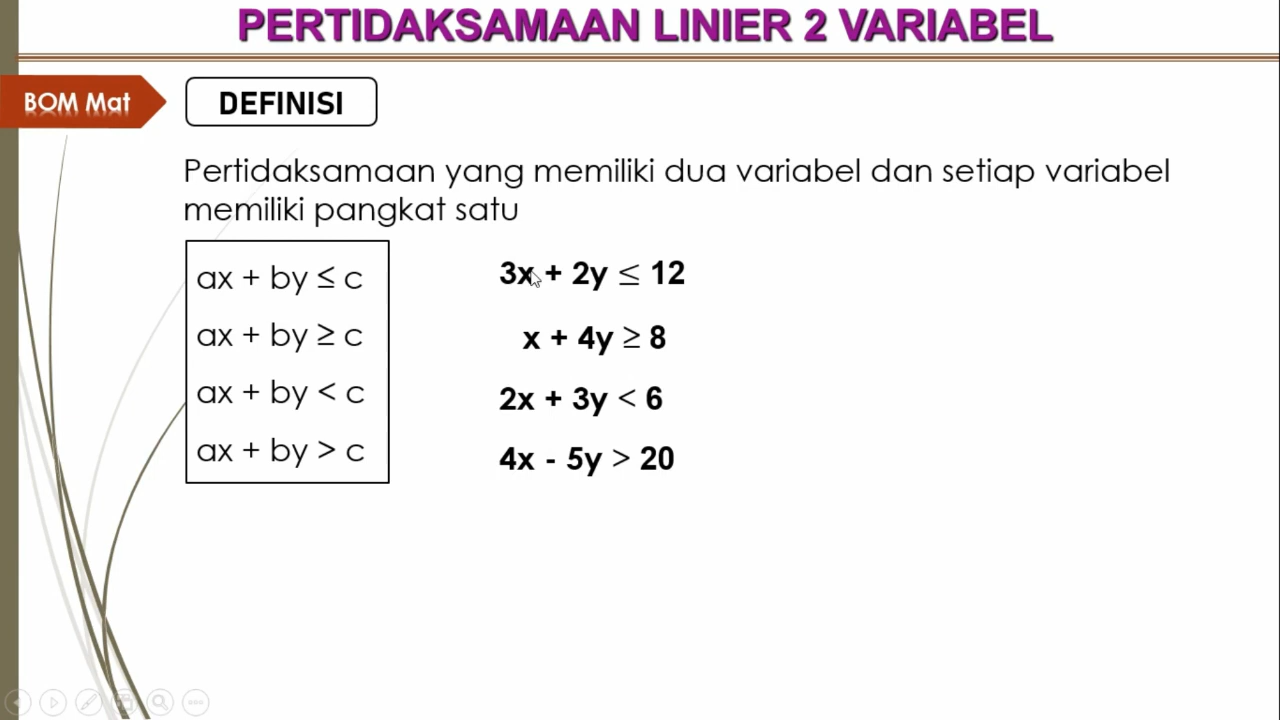 PERTIDAKSAMAAN LINIER 2 VARIABEL
BOM Mat
DEFINISI
Pertidaksamaan yang memiliki dua variabel dan setiap variabel
memiliki pangkat satu
ax + by ≤ c
ax + by ≥ c
ax + by < c
ax + by > c
3x + 2y ≤ 12
x + 4y ≥ 8
2x + 3y < 6
4x - 5y > 20